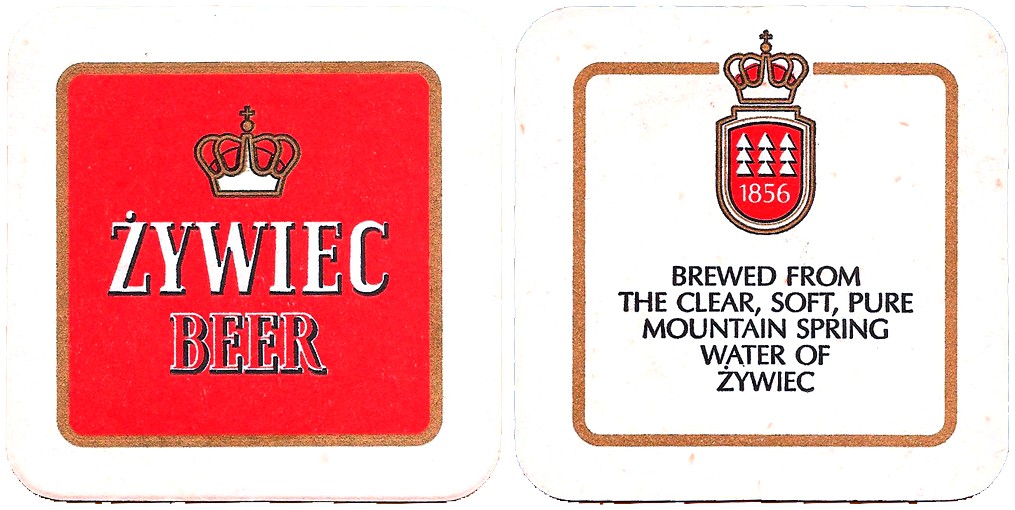 ŻYWIEC
BEER
1856
BREWED FROM
THE CLEAR, SOFT, PURE
MOUNTAIN SPRING
WATER OF
ŻYWIEC